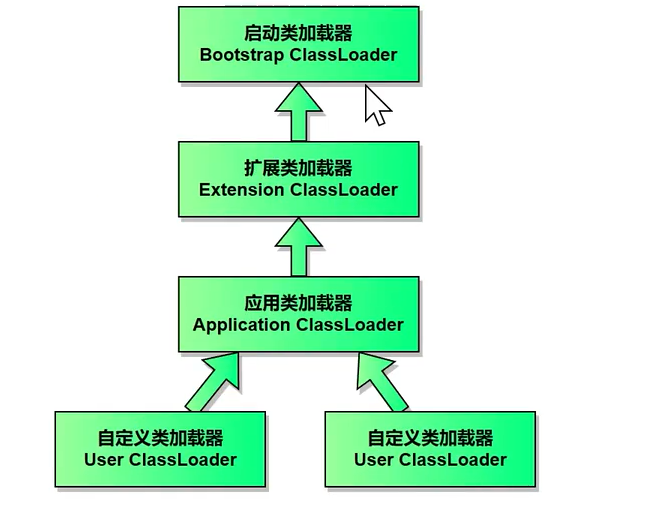 启动类加载器
Bootstrap ClassLoader
扩展类加载器
Extension ClassLoader
应用类加载器
Application ClassLoader
自定义类加载器
User ClassLoader
自定义类加载器
User ClassLoader